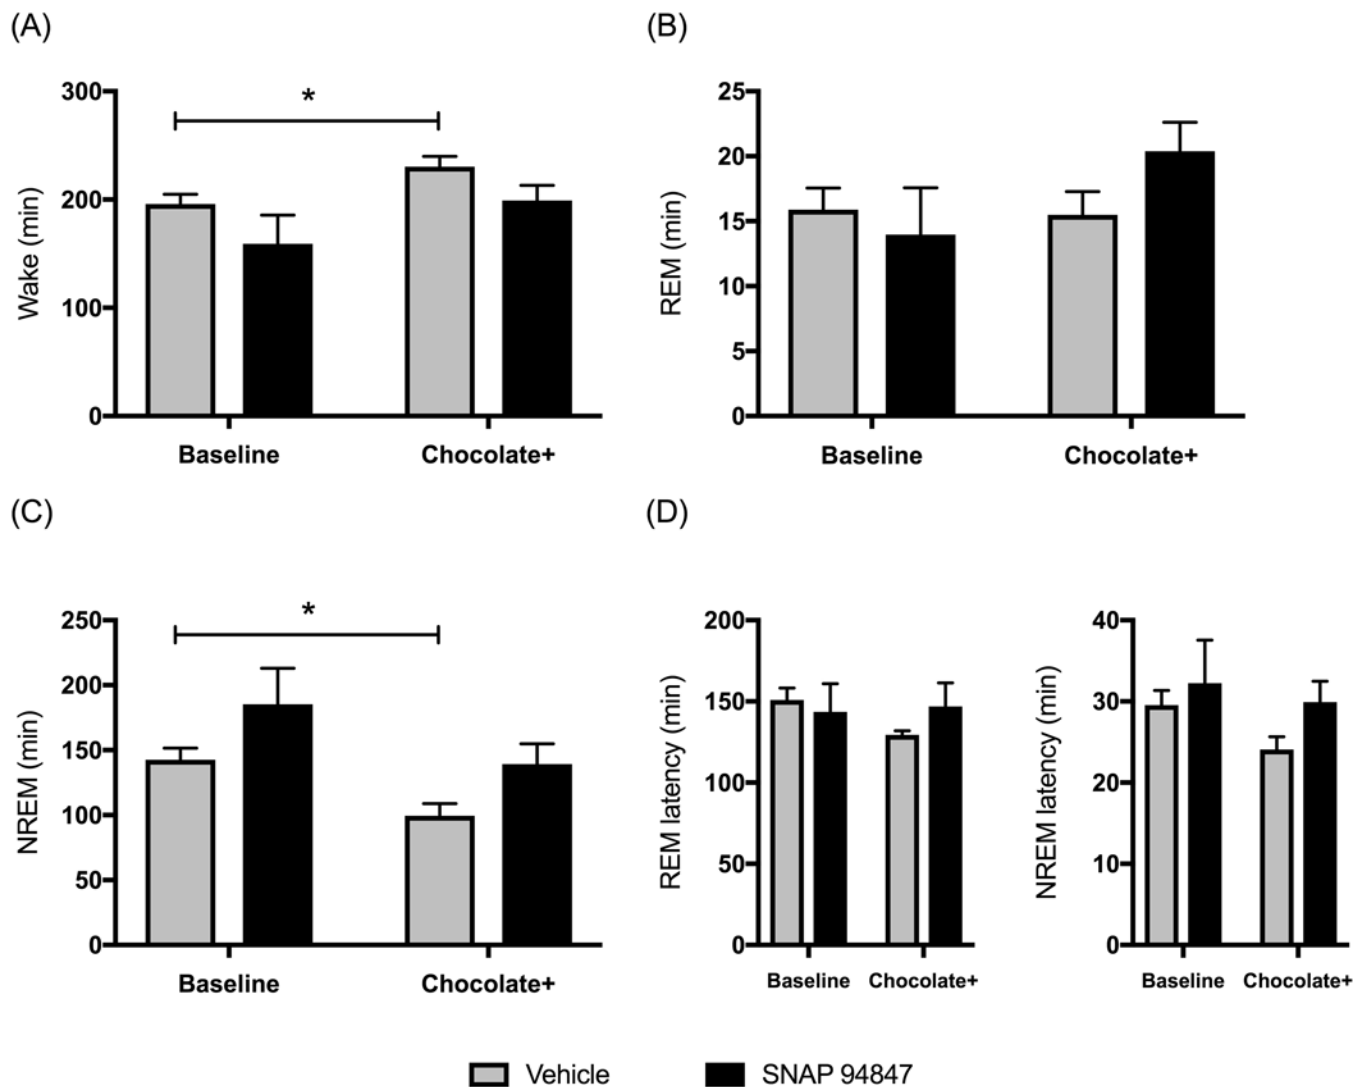 (A)
(B)
300
200
100
0
Wake (min)
*
Baseline Chocolate+
25
20
15
10
5
0
REM (min)
Baseline Chocolate+
(C)
(D)
250
200
150
100
50
0
NREM (min)
*
Baseline Chocolate+
200
150
100
50
0
REM latency (min)
Baseline Chocolate+
40
30
20
10
0
NREM latency (min)
Baseline Chocolate+
Vehicle SNAP 94847